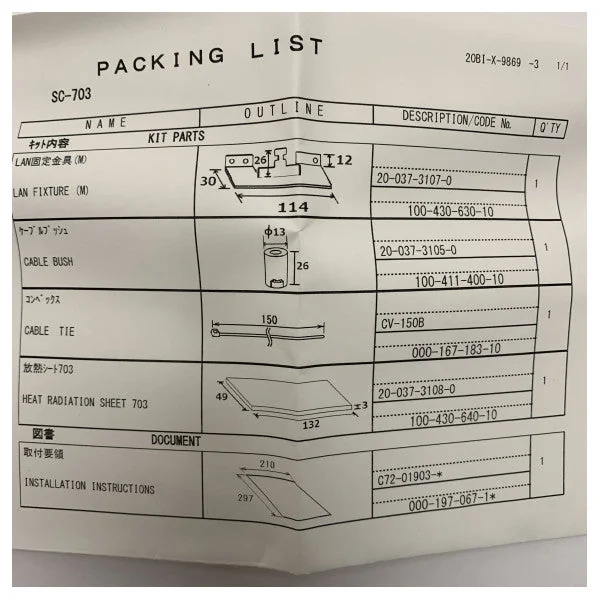 PACKING LIST
20BI-X-9869 -3 1/1
SC-703
NAME OUTLINE DESCRIPTION/CODE No. Q'TY
キット内容 KIT PARTS
LAN固定金具(M)
LAN FIXTURE (M)
26 12
30
114
20-037-3107-0
100-430-630-10
1
ケーブルブッシュ
CABLE BUSH
φ13
26
20-037-3105-0
100-411-400-10
1
コンベックス
CABLE TIE
150
CV-150B
000-167-183-10
1
放熱シート703
HEAT RADIATION SHEET 703
49
132
±3
20-037-3108-0
100-430-640-10
1
図書 DOCUMENT
取付要領
INSTALLATION INSTRUCTIONS
210
297
C72-01903-*
000-197-067-1*
1